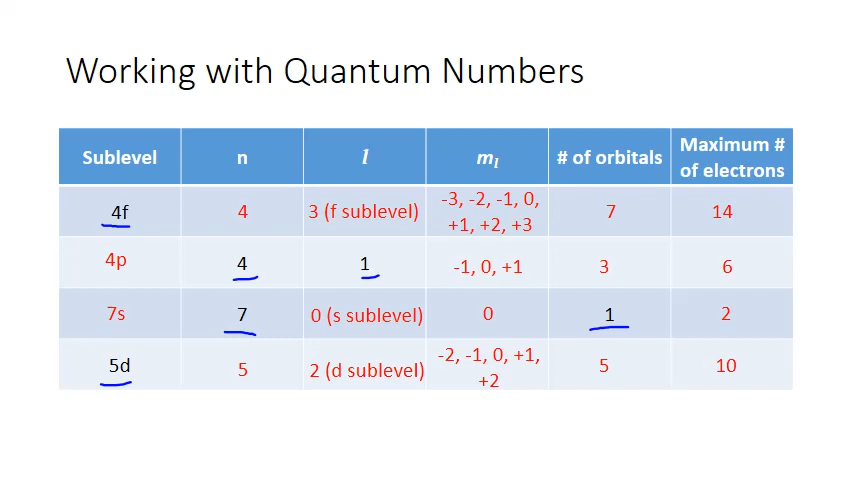 Working with Quantum Numbers
Sublevel n l mₗ # of orbitals Maximum # of electrons
4f 4 3 (f sublevel) -3, -2, -1, 0, +1, +2, +3 7 14
4p 4 1 -1, 0, +1 3 6
7s 7 0 (s sublevel) 0 1 2
5d 5 2 (d sublevel) -2, -1, 0, +1, +2 5 10